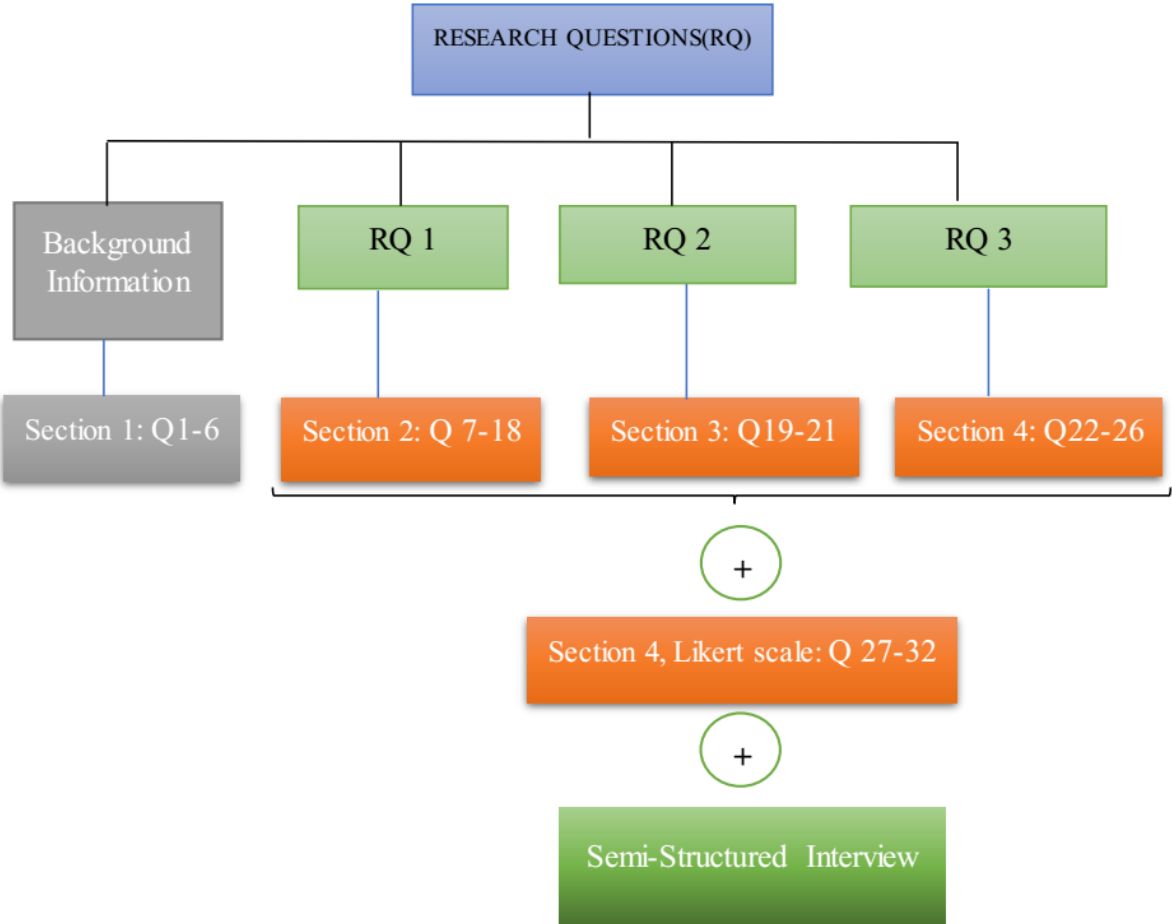 RESEARCH QUESTIONS(RQ)
Background
Information
RQ 1
RQ 2
RQ 3
Section 1: Q1-6
Section 2: Q 7-18
Section 3: Q19-21
Section 4: Q22-26
+
Section 4, Likert scale: Q 27-32
+
Semi-Structured Interview